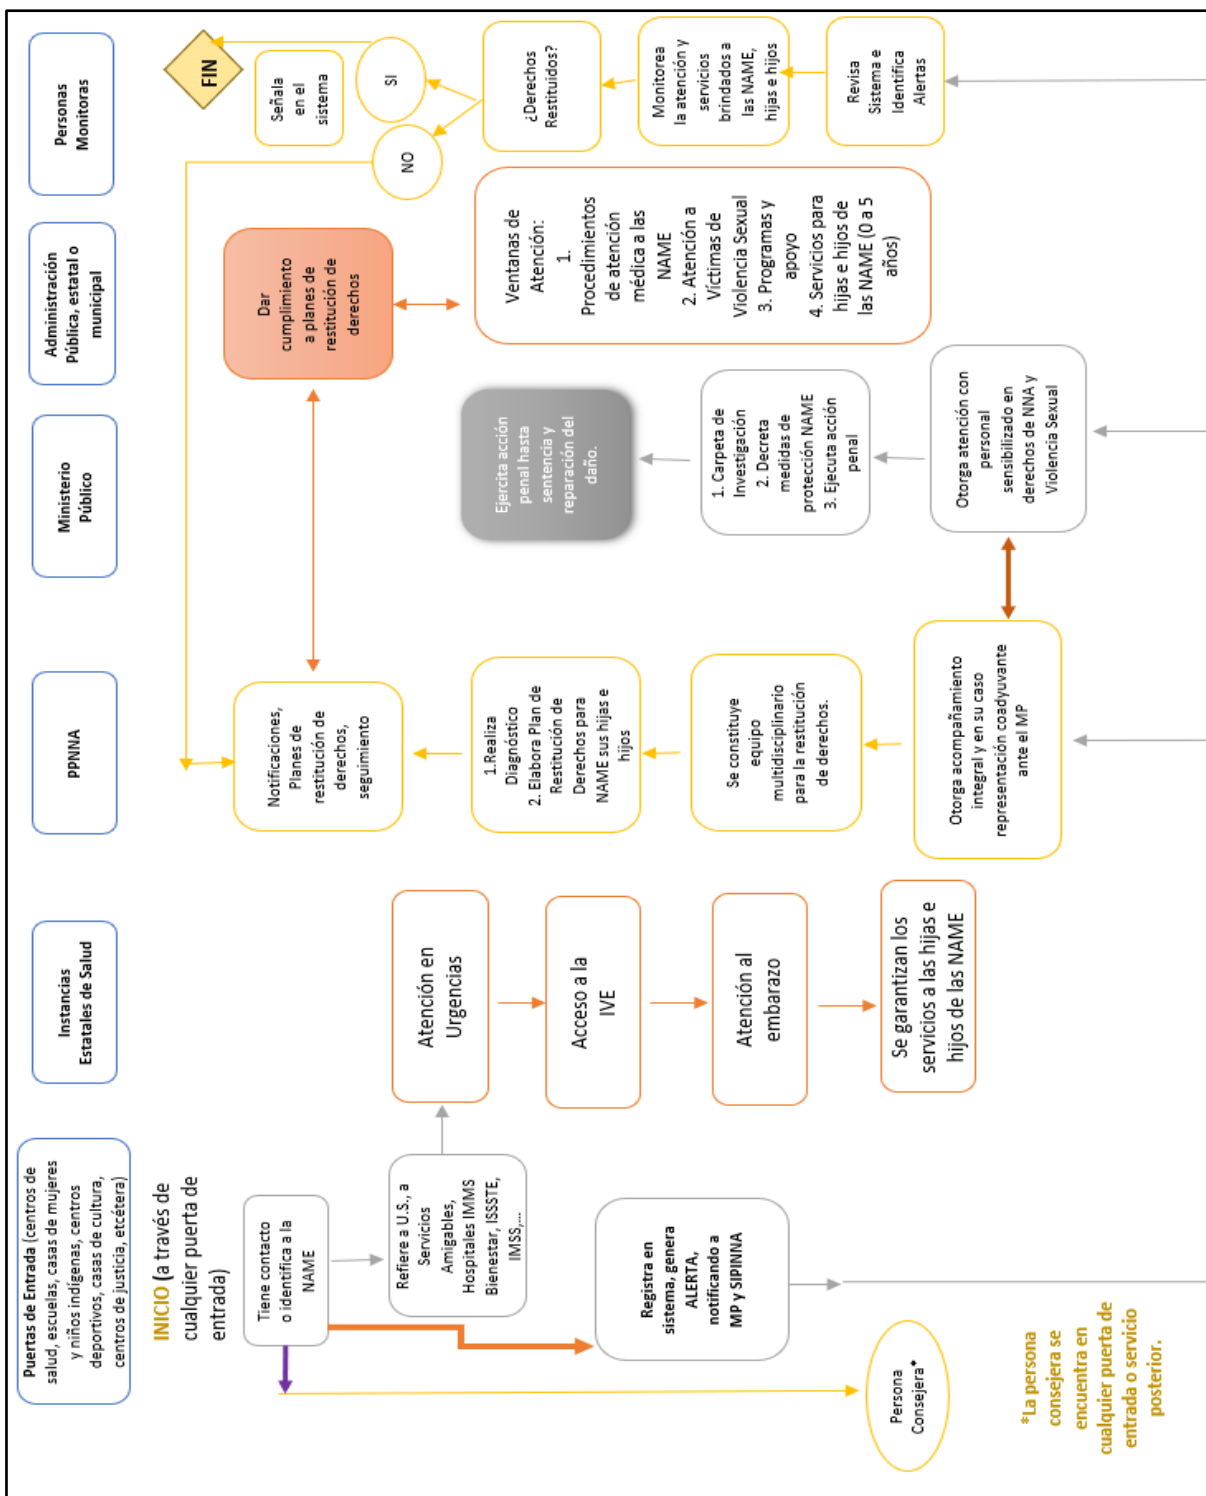 Puertas de Entrada (centros de
salud, escuelas, casas de mujeres
y niños indígenas, centros
deportivos, casas de cultura,
centros de justicia, etcétera)
Instancias
Estatales de Salud
PPNNA
Ministerio
Público
Administración
Pública, estatal o
municipal
Personas
Monitoras
INICIO (a través de
cualquier puerta de
entrada)
Tiene contacto
o identifica a la
NAME
Refiere a U.S., a
Servicios
Amigables,
Hospitales IMMS
Bienestar, ISSSTE,
IMSS,...
Registra en
sistema, genera
ALERTA,
notificando a
MP y SIPINNA
Persona
Consejera*
*La persona
consejera se
encuentra en
cualquier puerta de
entrada o servicio
posterior.
Atención en
Urgencias
Acceso a la
IVE
Atención al
embarazo
Se garantizan los
servicios a las hijas e
hijos de las NAME
Notificaciones,
Planes de
restitución de
derechos,
seguimiento
1.Realiza
Diagnóstico
2. Elabora Plan de
Restitución de
Derechos para
NAME sus hijas e
hijos
Se constituye
equipo
multidisciplinario
para la restitución
de derechos.
Otorga acompañamiento
integral y en su caso
representación coadyuvante
ante el MP
Ejercita acción
penal hasta
sentencia y
reparación del
daño.
1. Carpeta de
Investigación
2. Decreta
medidas de
protección NAME
3. Ejecuta acción
penal
Otorga atención con
personal
sensibilizado en
derechos de NNA y
Violencia Sexual
Dar
cumplimiento
a planes de
restitución de
derechos
Ventanas de
Atención:
1.
Procedimientos
de atención
médica a las
NAME
2. Atención a
Víctimas de
Violencia Sexual
3. Programas y
apoyo
4. Servicios para
hijas e hijos de
las NAME (0 a 5
años)
FIN
Señala
en el
sistema
SI
NO
¿Derechos
Restituidos?
Monitorea
la atención y
servicios
brindados a
las NAME,
hijas e hijos
Revisa
Sistema e
Identifica
Alertas